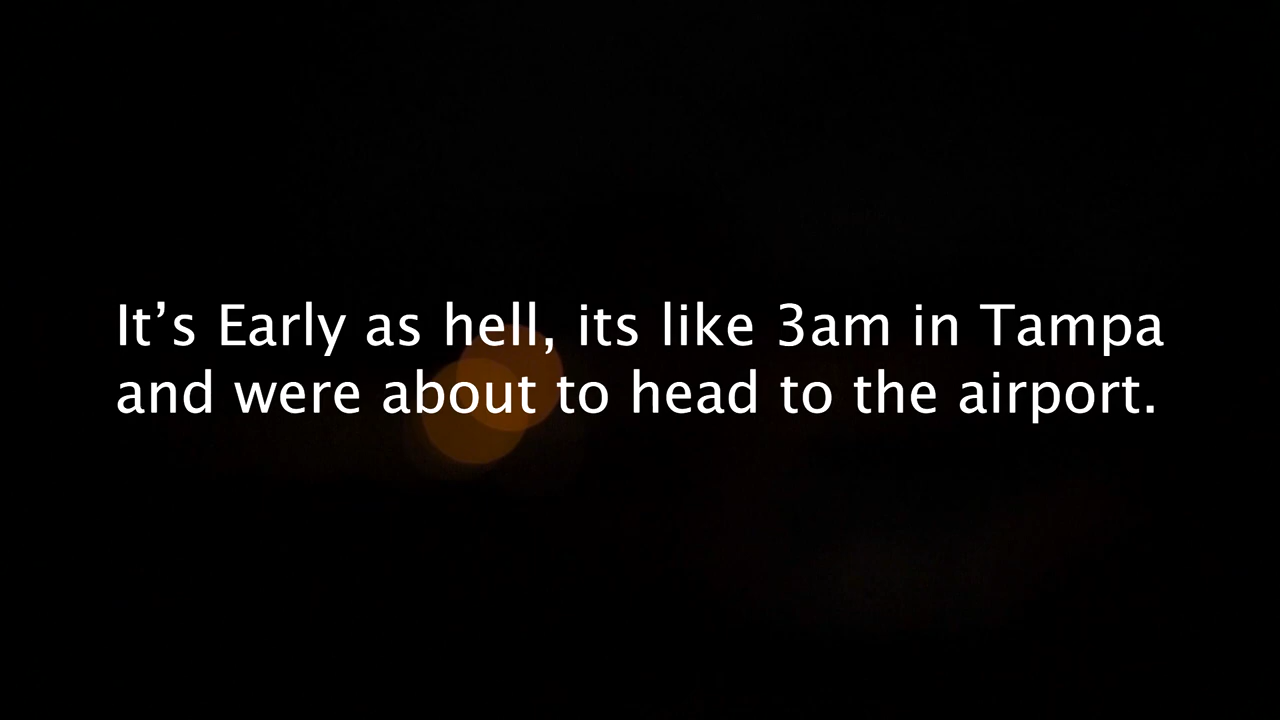 It’s Early as hell, its like 3am in Tampa
and were about to head to the airport.